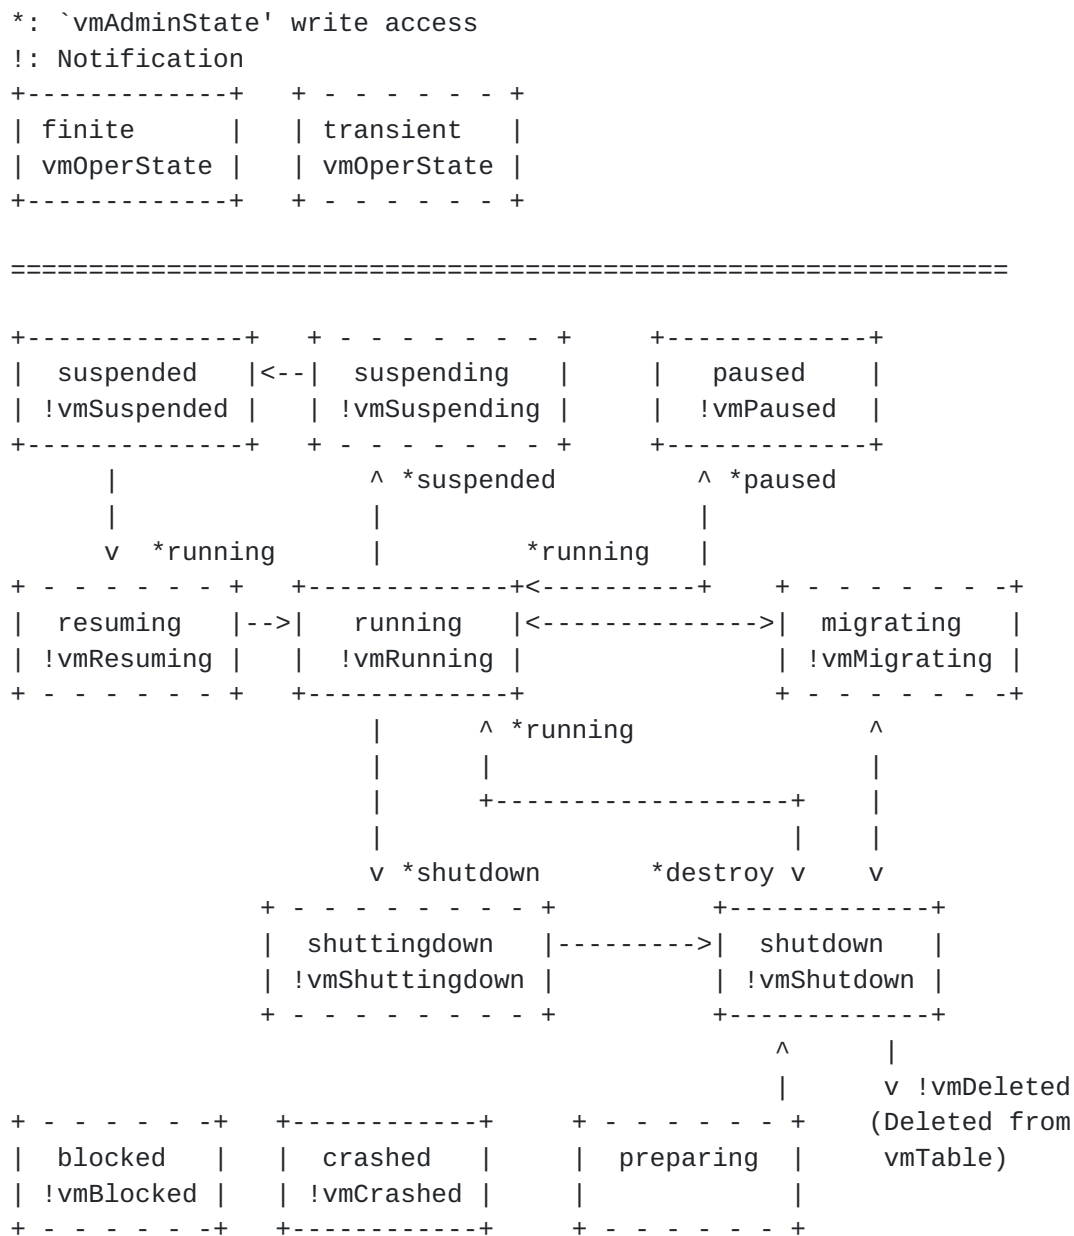 *: `vmAdminState' write access
!: Notification
+-------------+   + - - - - - - +
| finite      |   | transient   |
| vmOperState |   | vmOperState |
+-------------+   + - - - - - - +

================================================================

+--------------+   + - - - - - - - +     +-------------+
|  suspended   |<--|  suspending   |     |   paused    |
| !vmSuspended |   | !vmSuspending |     |  !vmPaused  |
+--------------+   + - - - - - - - +     +-------------+
      |                ^ *suspended         ^ *paused
      |                |                    |
      v  *running      |         *running   |
+ - - - - - - +   +-------------+<----------+    + - - - - - - -+
|  resuming   |-->|   running   |<-------------->|  migrating   |
| !vmResuming |   |  !vmRunning |                | !vmMigrating |
+ - - - - - - +   +-------------+                + - - - - - - -+
                       |      ^ *running               ^
                       |      |                        |
                       |      +-------------------+    |
                       |                          |    |
                       v *shutdown       *destroy v    v
                + - - - - - - - - +          +-------------+
                |  shuttingdown   |--------->|  shutdown   |
                | !vmShuttingdown |          | !vmShutdown |
                + - - - - - - - - +          +-------------+
                                                 ^      |
                                                 |      v !vmDeleted
+ - - - - - -+   +------------+     + - - - - - - +    (Deleted from
|  blocked   |   |  crashed   |     |  preparing  |     vmTable)
| !vmBlocked |   | !vmCrashed |     |             |
+ - - - - - -+   +------------+     + - - - - - - +